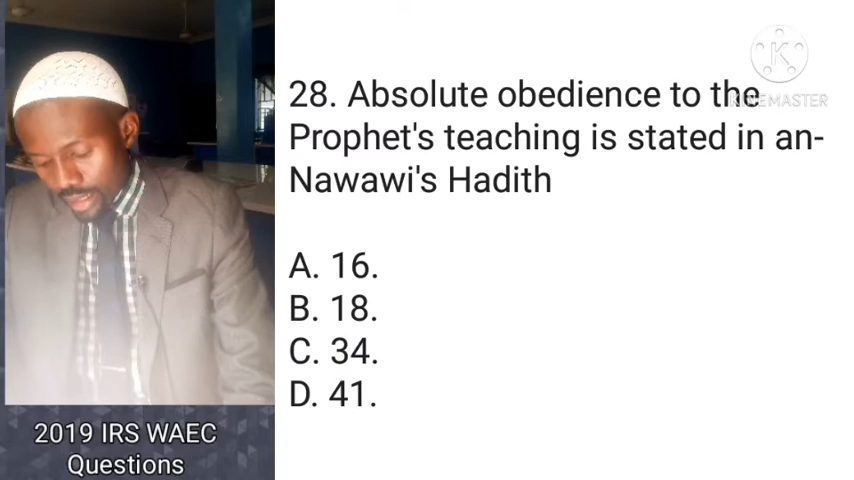 K
KINEMASTER
28. Absolute obedience to the
Prophet's teaching is stated in an-
Nawawi's Hadith
A. 16.
B. 18.
C. 34.
D. 41.
2019 IRS WAEC
Questions